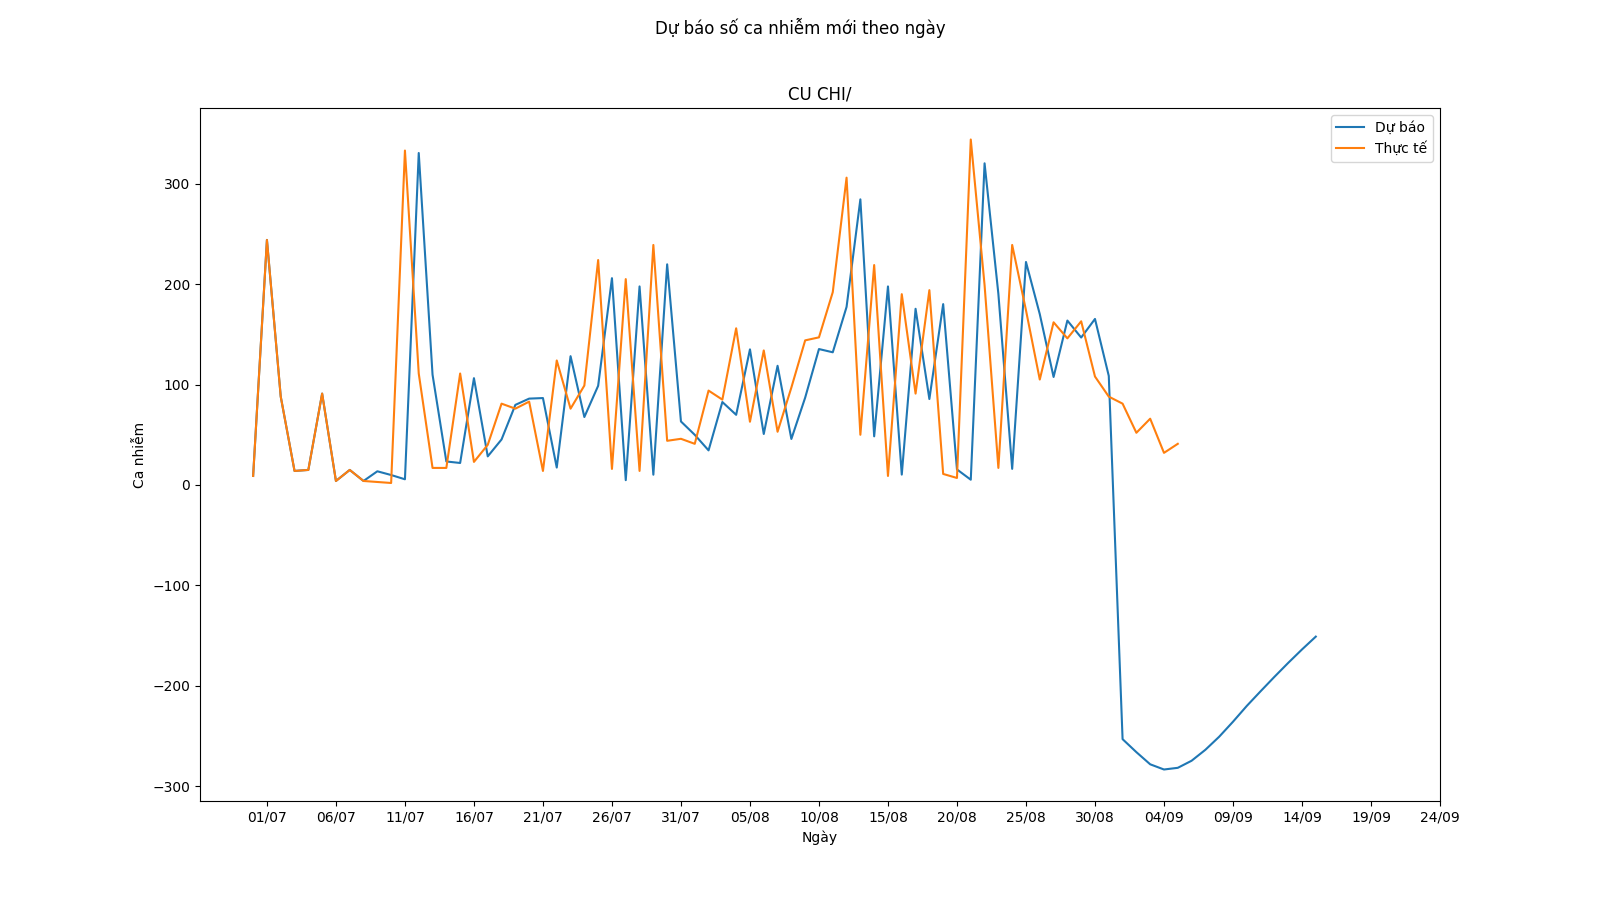 Dự báo số ca nhiễm mới theo ngày
CU CHI/
Dự báo
Thực tế
300
200
100
0
−100
−200
−300
Ca nhiễm
01/07 06/07 11/07 16/07 21/07 26/07 31/07 05/08 10/08 15/08 20/08 25/08 30/08 04/09 09/09 14/09 19/09 24/09
Ngày